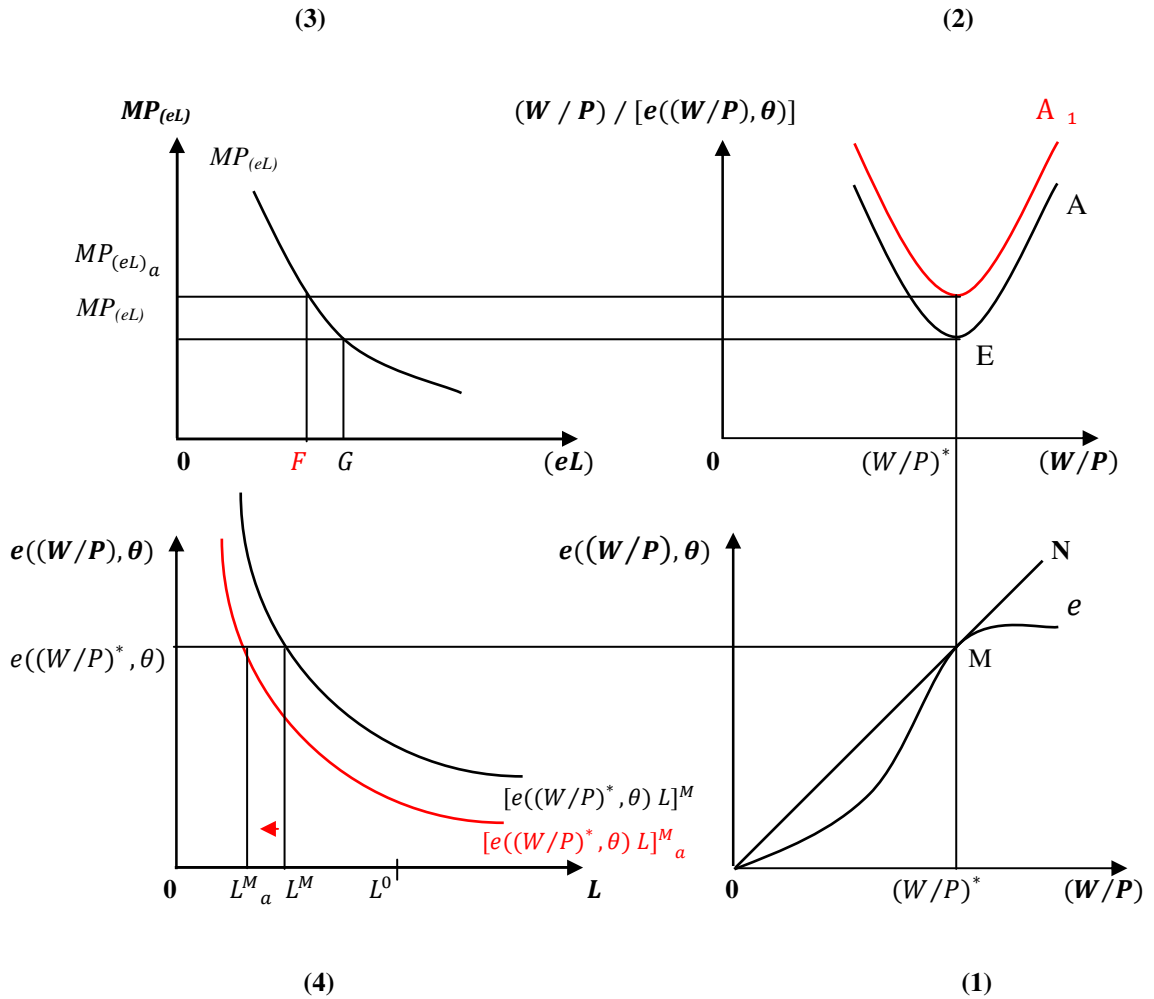 (3) (2)
MP(eL) (W / P) / [e((W/P), θ)] A 1
MP(eL)
A
MP(eL)a
MP(eL)
E
0 F G (eL) 0 (W/P)* (W/P)
e((W/P), θ) e((W/P), θ) N
e
e((W/P)*, θ) M
[e((W/P)*, θ) L]M
[e((W/P)*, θ) L]Ma
0 LMa LM L0 L 0 (W/P)* (W/P)
(4) (1)